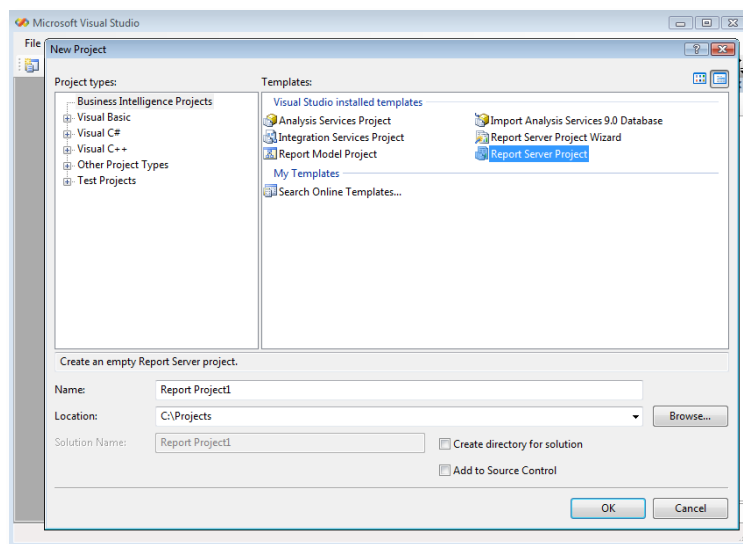 Microsoft Visual Studio
File
New Project
Project types:
Templates:
Business Intelligence Projects
Visual Basic
Visual C#
Visual C++
Other Project Types
Test Projects
Visual Studio installed templates
Analysis Services Project
Import Analysis Services 9.0 Database
Integration Services Project
Report Server Project Wizard
Report Model Project
Report Server Project
My Templates
Search Online Templates...
Create an empty Report Server project.
Name:
Report Project1
Location:
C:\Projects
Browse...
Solution Name:
Report Project1
Create directory for solution
Add to Source Control
OK
Cancel